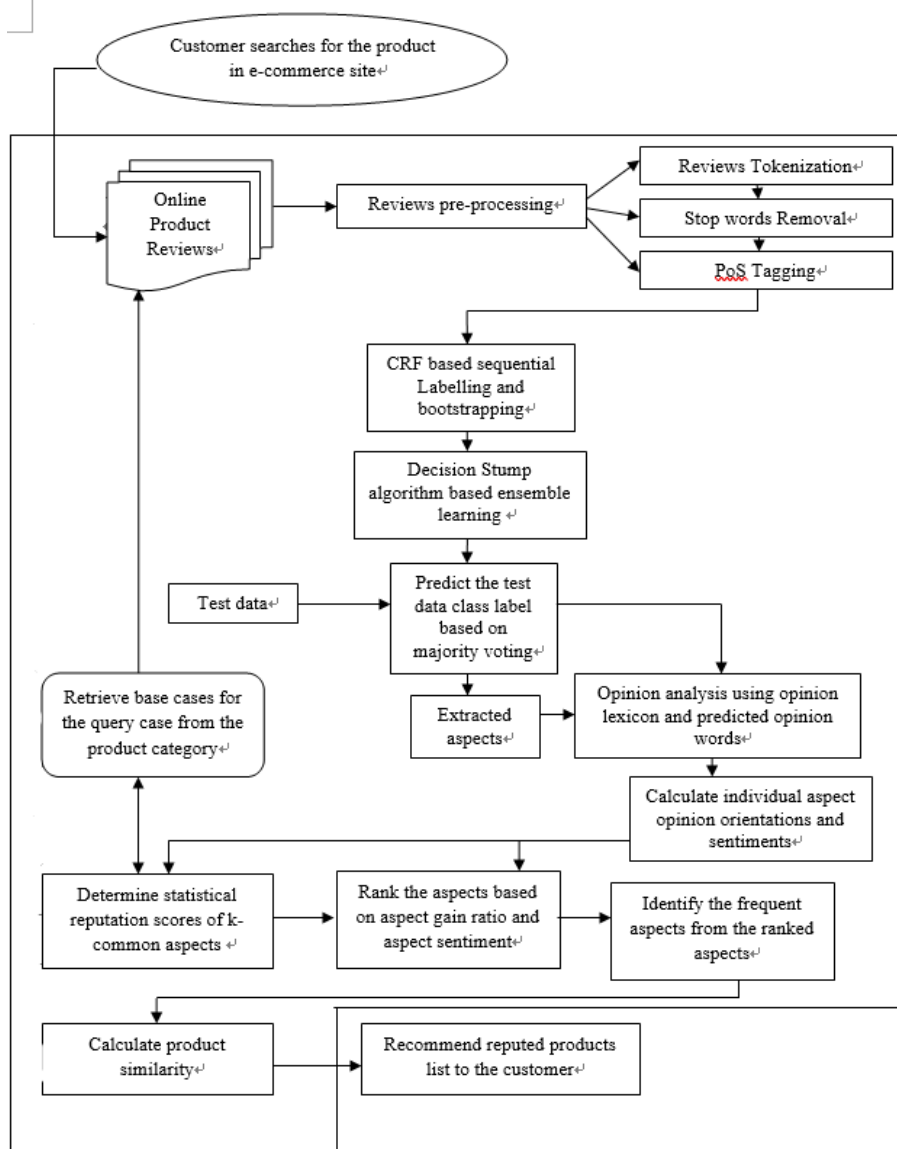 Customer searches for the product
in e-commerce site↵
Online
Product
Reviews↵
Reviews pre-processing↵
Reviews Tokenization↵
Stop words Removal↵
PoS Tagging↵
CRF based sequential
Labelling and
bootstrapping↵
Decision Stump
algorithm based ensemble
learning ↵
Test data↵
Predict the test
data class label
based on
majority voting↵
Retrieve base cases for
the query case from the
product category↵
Extracted
aspects↵
Opinion analysis using opinion
lexicon and predicted opinion
words↵
Calculate individual aspect
opinion orientations and
sentiments↵
Determine statistical
reputation scores of k-
common aspects ↵
Rank the aspects based
on aspect gain ratio and
aspect sentiment↵
Identify the frequent
aspects from the ranked
aspects↵
Calculate product
similarity↵
Recommend reputed products
list to the customer↵